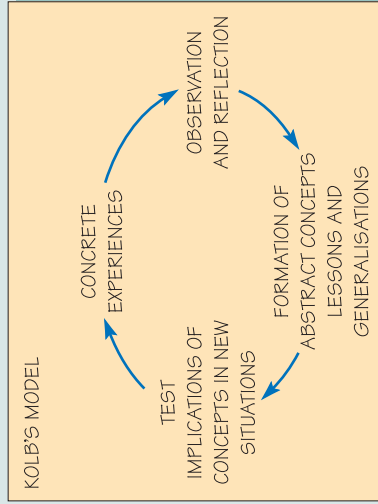 KOLB'S MODEL
CONCRETE
EXPERIENCES
OBSERVATION
AND REFLECTION
FORMATION OF
ABSTRACT CONCEPTS
LESSONS AND
GENERALISATIONS
TEST
IMPLICATIONS OF
CONCEPTS IN NEW
SITUATIONS